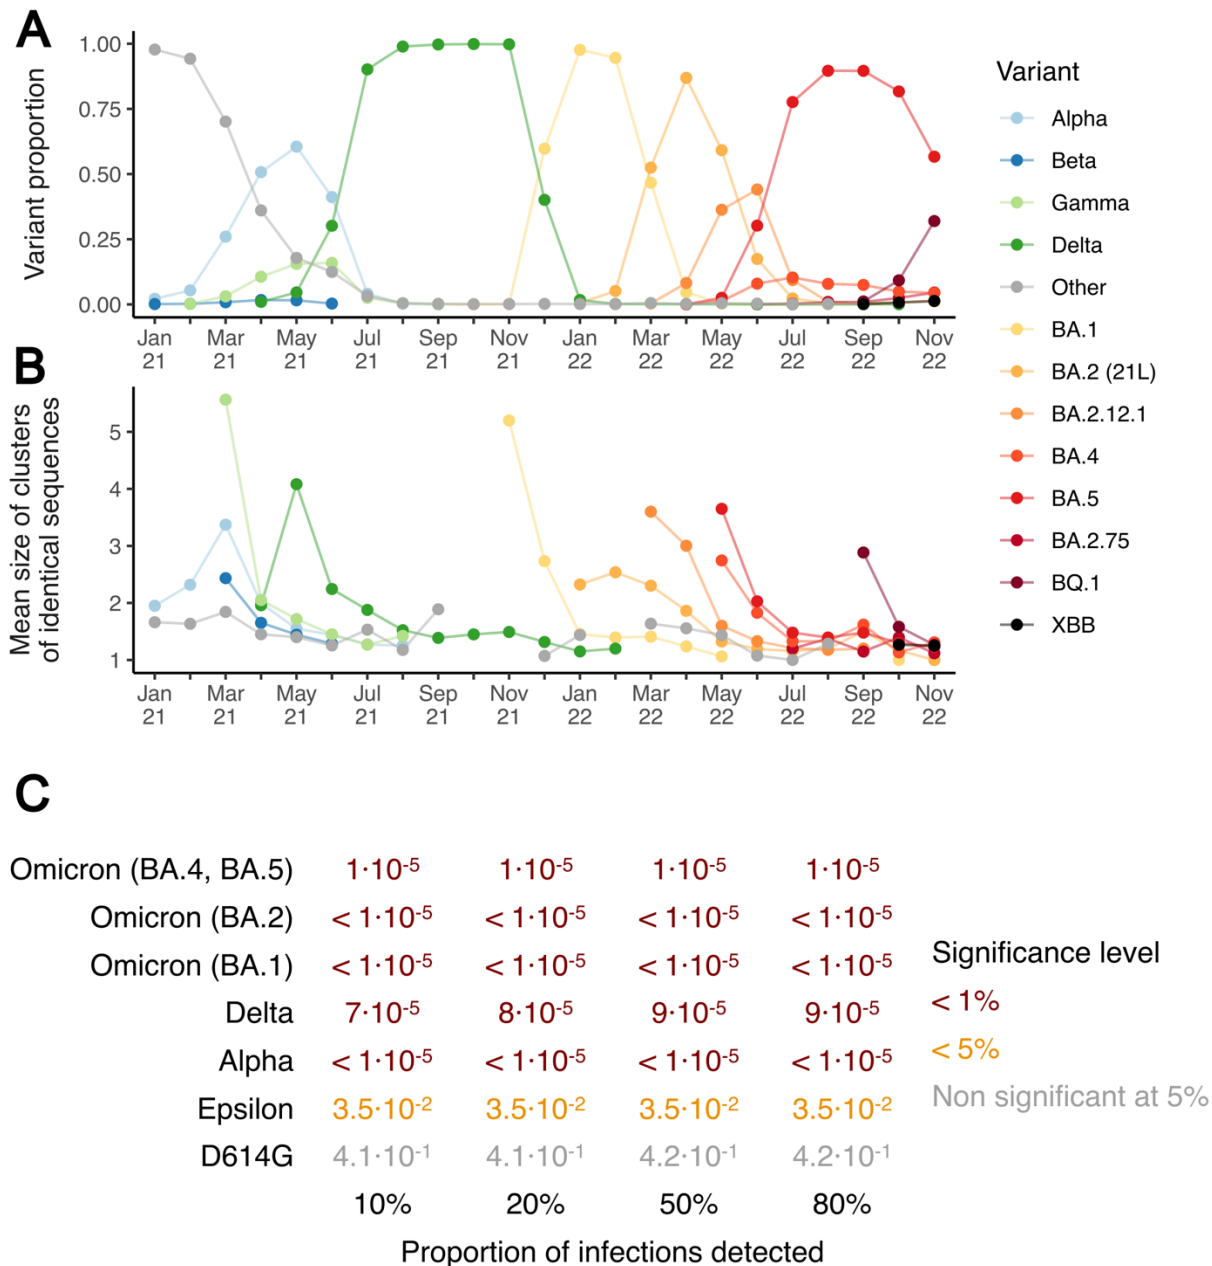 A
Variant proportion
1.00
0.75
0.50
0.25
0.00
Jan 21
Mar 21
May 21
Jul 21
Sep 21
Nov 21
Jan 22
Mar 22
May 22
Jul 22
Sep 22
Nov 22
Variant
Alpha
Beta
Gamma
Delta
Other
BA.1
BA.2 (21L)
BA.2.12.1
BA.4
BA.5
BA.2.75
BQ.1
XBB
B
Mean size of clusters
of identical sequences
5
4
3
2
1
Jan 21
Mar 21
May 21
Jul 21
Sep 21
Nov 21
Jan 22
Mar 22
May 22
Jul 22
Sep 22
Nov 22
C
Omicron (BA.4, BA.5) 1·10⁻⁵ 1·10⁻⁵ 1·10⁻⁵ 1·10⁻⁵
Omicron (BA.2) < 1·10⁻⁵ < 1·10⁻⁵ < 1·10⁻⁵ < 1·10⁻⁵
Omicron (BA.1) < 1·10⁻⁵ < 1·10⁻⁵ < 1·10⁻⁵ < 1·10⁻⁵
Delta 7·10⁻⁵ 8·10⁻⁵ 9·10⁻⁵ 9·10⁻⁵
Alpha < 1·10⁻⁵ < 1·10⁻⁵ < 1·10⁻⁵ < 1·10⁻⁵
Epsilon 3.5·10⁻² 3.5·10⁻² 3.5·10⁻² 3.5·10⁻²
D614G 4.1·10⁻¹ 4.1·10⁻¹ 4.2·10⁻¹ 4.2·10⁻¹
10% 20% 50% 80%
Proportion of infections detected
Significance level
< 1%
< 5%
Non significant at 5%